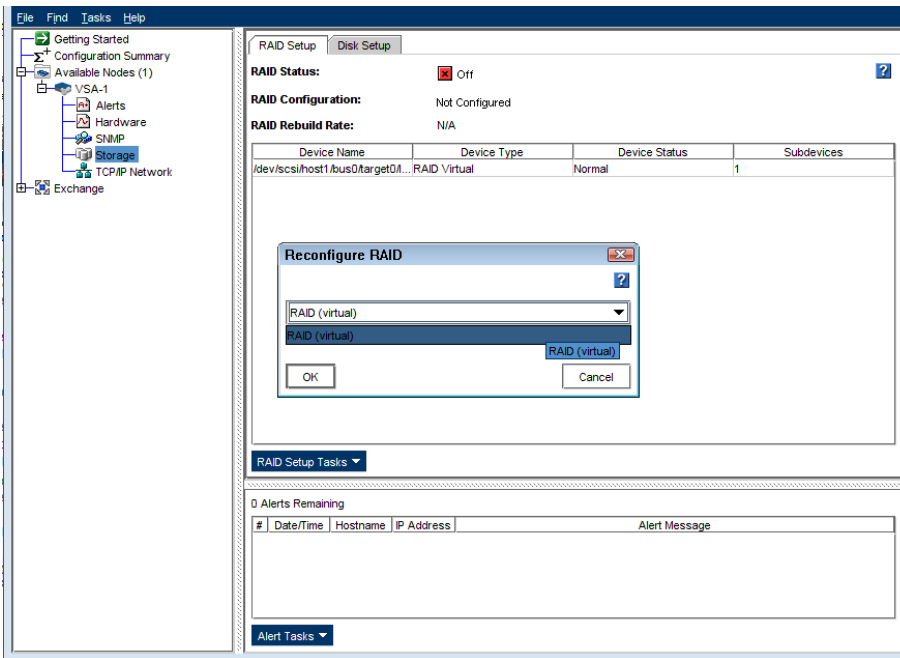 File Find Tasks Help
Getting Started
Configuration Summary
Available Nodes (1)
VSA-1
Alerts
Hardware
SNMP
Storage
TCP/IP Network
Exchange
RAID Setup Disk Setup
RAID Status: Off
RAID Configuration: Not Configured
RAID Rebuild Rate: N/A
Device Name Device Type Device Status Subdevices
/dev/scsi/host1/bus0/target0/l... RAID Virtual Normal 1
Reconfigure RAID
?
RAID (virtual)
RAID (virtual)
RAID (virtual)
OK Cancel
RAID Setup Tasks
0 Alerts Remaining
# Date/Time Hostname IP Address Alert Message
Alert Tasks